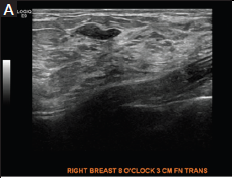 A
LOGIQ
E9
RIGHT BREAST 8 O'CLOCK 3 CM FN TRANS